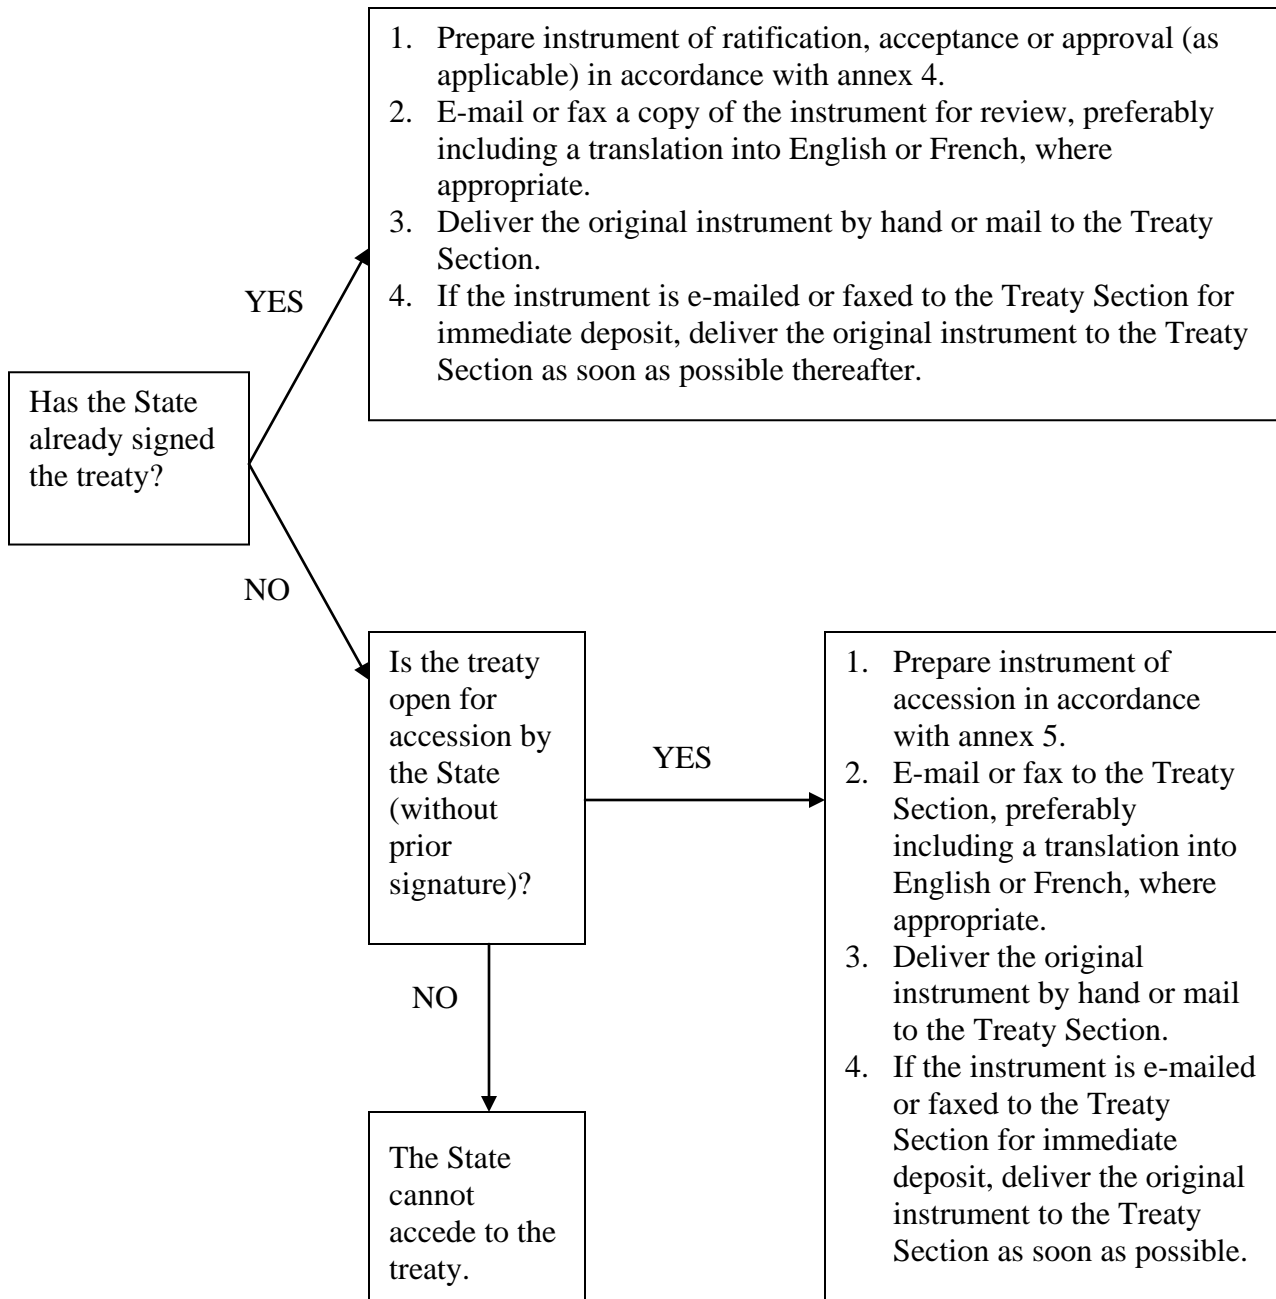 1. Prepare instrument of ratification, acceptance or approval (as
applicable) in accordance with annex 4.
2. E-mail or fax a copy of the instrument for review, preferably
including a translation into English or French, where
appropriate.
3. Deliver the original instrument by hand or mail to the Treaty
Section.
4. If the instrument is e-mailed or faxed to the Treaty Section for
immediate deposit, deliver the original instrument to the Treaty
Section as soon as possible thereafter.
YES
Has the State
already signed
the treaty?
NO
Is the treaty
open for
accession by
the State
(without
prior
signature)?
YES
1. Prepare instrument of
accession in accordance
with annex 5.
2. E-mail or fax to the Treaty
Section, preferably
including a translation into
English or French, where
appropriate.
3. Deliver the original
instrument by hand or mail
to the Treaty Section.
4. If the instrument is e-mailed
or faxed to the Treaty
Section for immediate
deposit, deliver the original
instrument to the Treaty
Section as soon as possible.
NO
The State
cannot
accede to the
treaty.